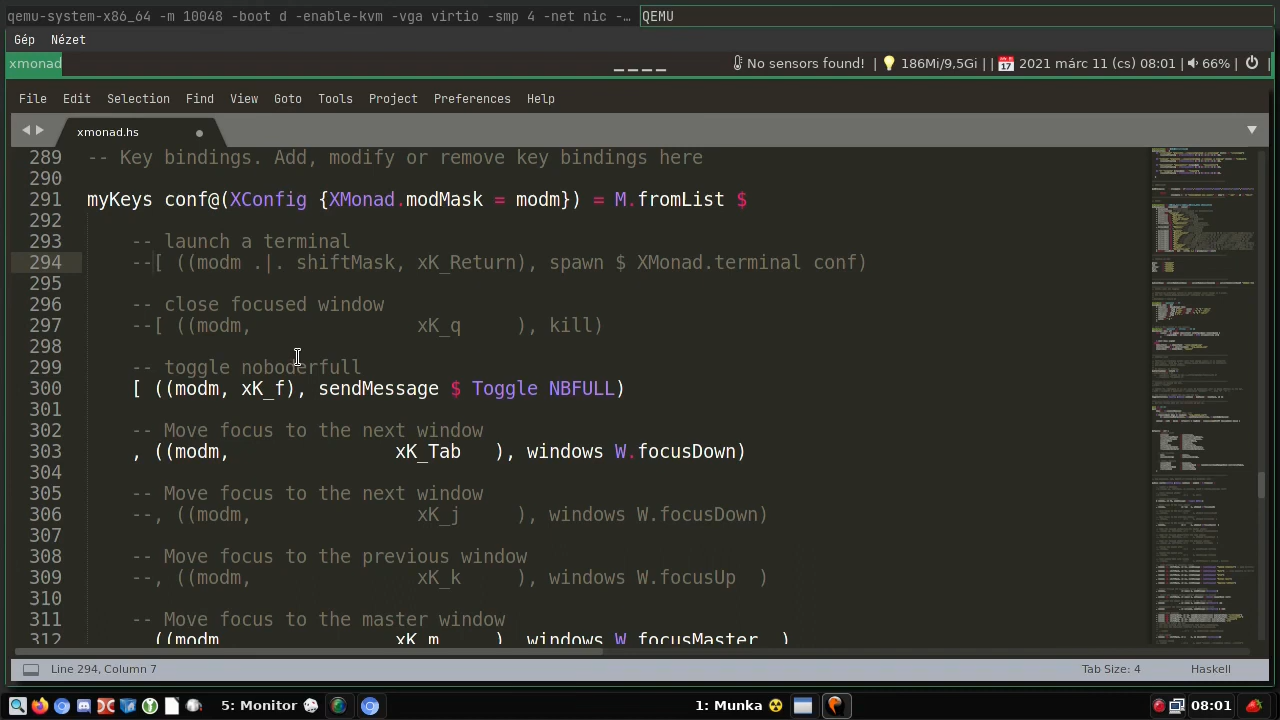 qemu-system-x86_64 -m 10048 -boot d -enable-kvm -vga virtio -smp 4 -net nic -...
QEMU
Gép Nézet
xmonad
No sensors found! | 186Mi/9,5Gi | | 2021 márc 11 (cs) 08:01 | 66% |
File Edit Selection Find View Goto Tools Project Preferences Help
xmonad.hs
289 -- Key bindings. Add, modify or remove key bindings here
290
291 myKeys conf@(XConfig {XMonad.modMask = modm}) = M.fromList $
292
293 -- launch a terminal
294 --[ ((modm .|. shiftMask, xK_Return), spawn $ XMonad.terminal conf)
295
296 -- close focused window
297 --[ ((modm, xK_q ), kill)
298
299 -- toggle noboderfull
300 [ ((modm, xK_f), sendMessage $ Toggle NBFULL)
301
302 -- Move focus to the next window
303 , ((modm, xK_Tab ), windows W.focusDown)
304
305 -- Move focus to the next window
306 --, ((modm, ), windows W.focusDown)
307
308 -- Move focus to the previous window
309 --, ((modm, ), windows W.focusUp )
310
311 -- Move focus to the master window
312 , ((modm, xK_m ), windows W.focusMaster )
Line 294, Column 7
Tab Size: 4
Haskell
5: Monitor
1: Munka
08:01